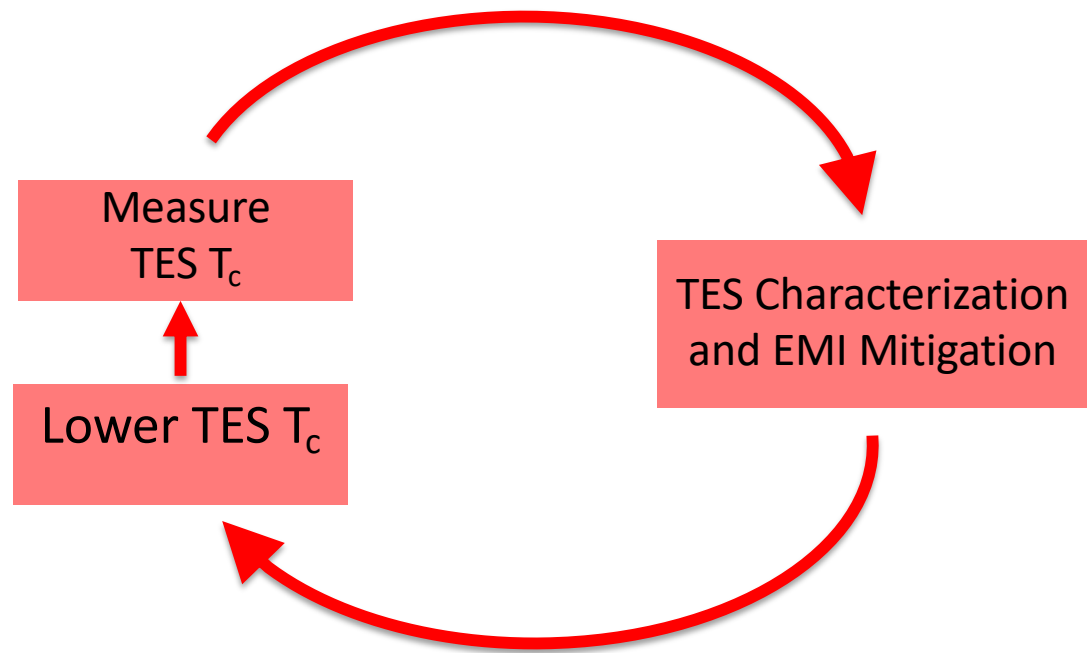 Measure
TES Tc
TES Characterization
and EMI Mitigation
Lower TES Tc